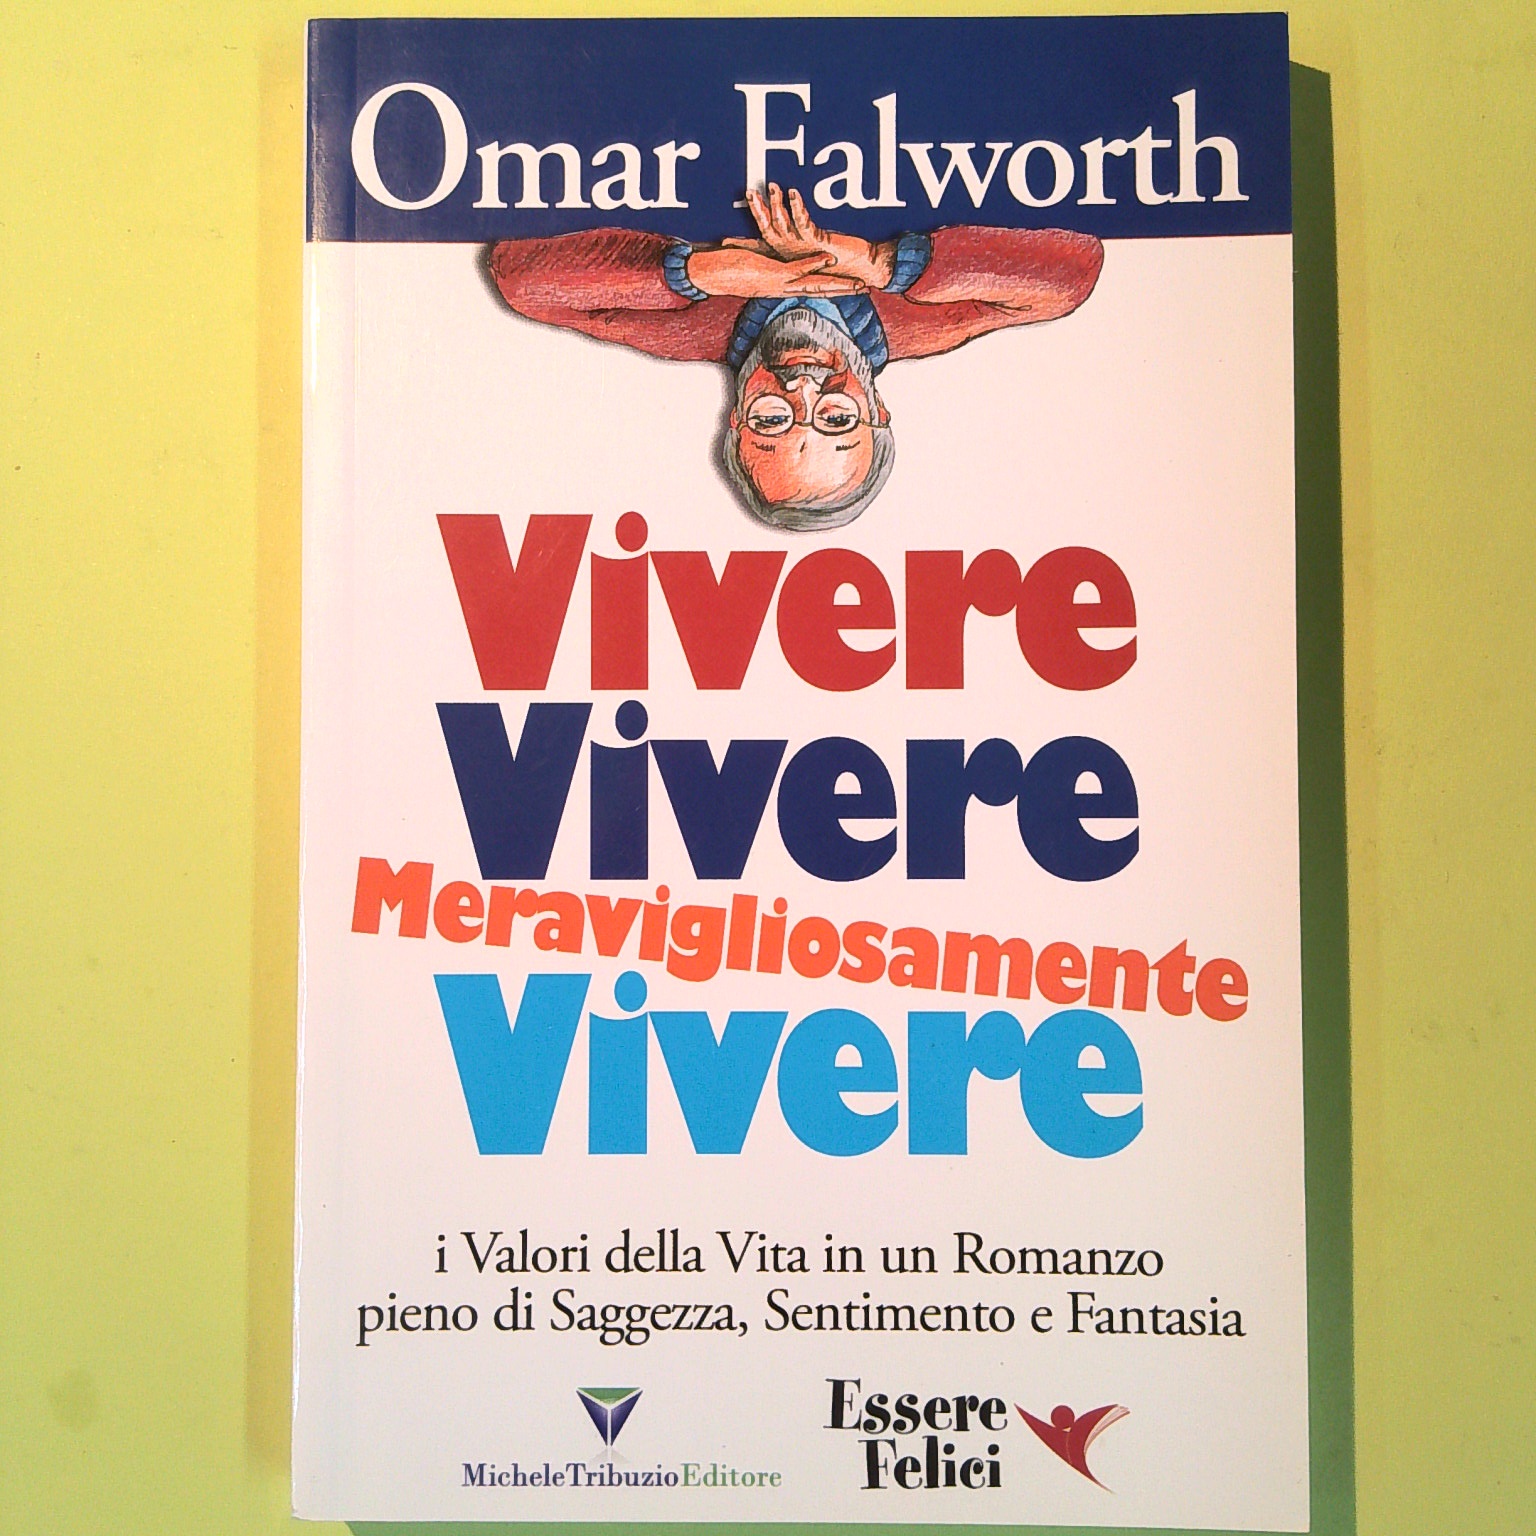 Omar Falworth
Vivere
Vivere
Meravigliosamente
Vivere
i Valori della Vita in un Romanzo
pieno di Saggezza, Sentimento e Fantasia
MicheleTribuzioEditore
Essere
Felici